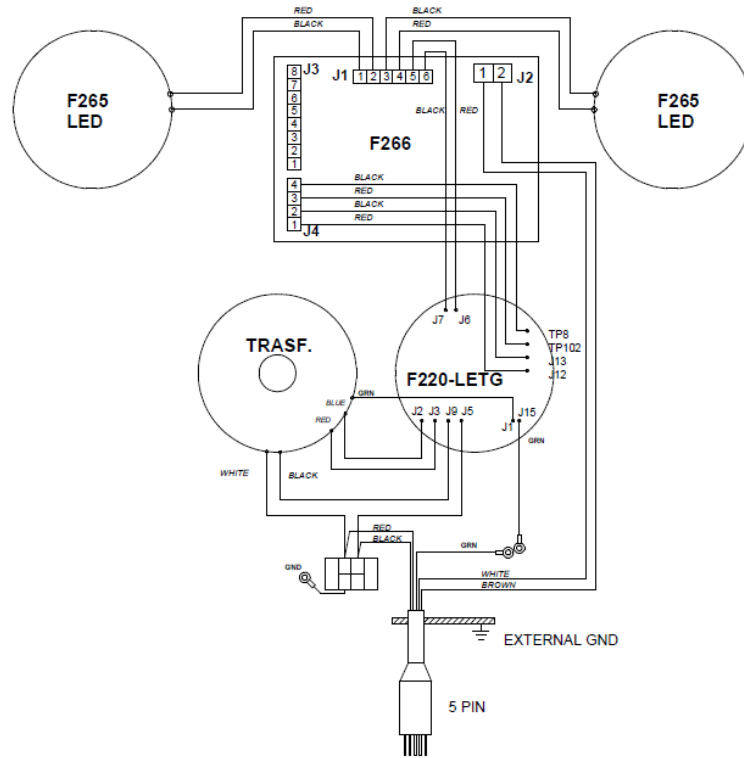 RED
BLACK
BLACK
RED
F265
LED
J3
8
7
6
5
4
3
2
1
J1
1 2 3 4 5 6
1 2
J2
F265
LED
BLACK
RED
F266
4
3
2
1
J4
BLACK
RED
BLACK
RED
TRASF.
J7
J6
TP8
TP102
J13
J12
F220-LETG
GRN
BLUE
RED
J2
J3
J9
J5
J1
J15
GRN
WHITE
BLACK
RED
BLACK
GRN
GND
WHITE
BROWN
EXTERNAL GND
5 PIN